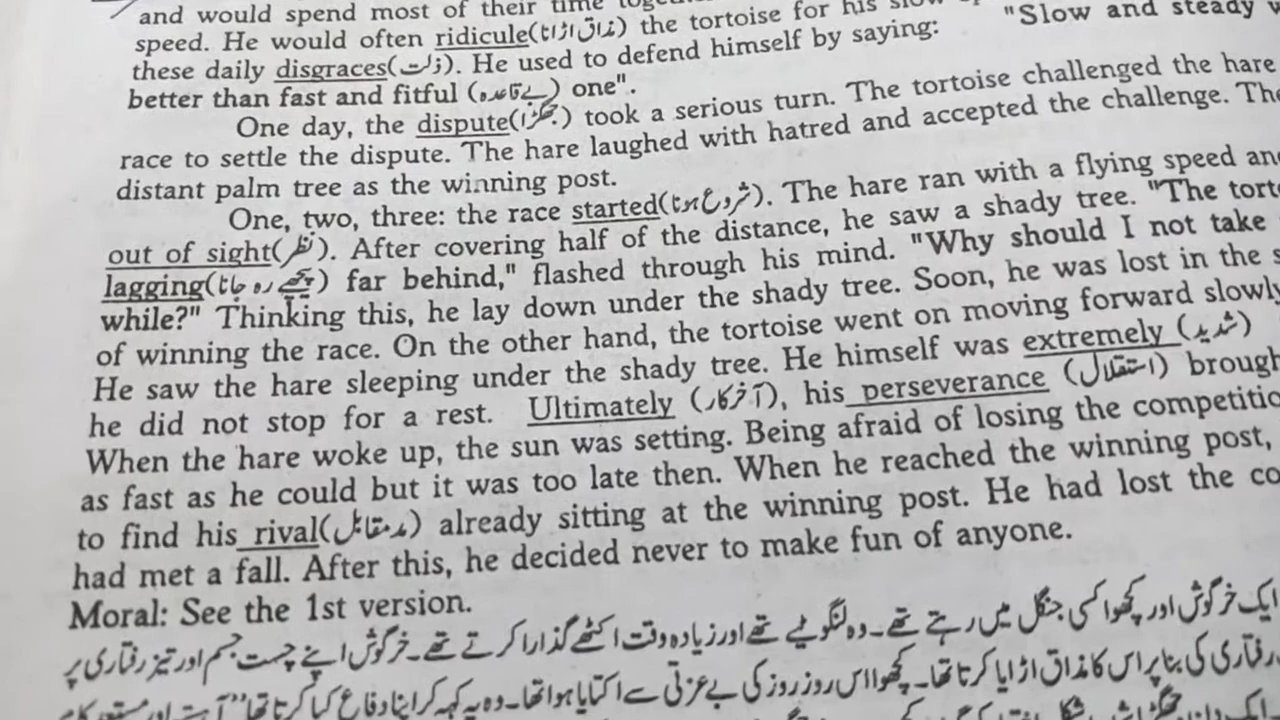 and would spend most of their time
speed. He would often ridicule(مذاق اڑانا) the tortoise for his slow
these daily disgraces(ذلت). He used to defend himself by saying: "Slow and steady
better than fast and fitful (بے قاعدہ) one".
One day, the dispute(جھگڑا) took a serious turn. The tortoise challenged the hare
race to settle the dispute. The hare laughed with hatred and accepted the challenge.
distant palm tree as the winning post.
One, two, three: the race started(شروع ہونا). The hare ran with a flying speed
out of sight(نظر). After covering half of the distance, he saw a shady tree. "The
lagging(پیچھے رہ جانا) far behind," flashed through his mind. "Why should I not take
while?" Thinking this, he lay down under the shady tree. Soon, he was lost in the
of winning the race. On the other hand, the tortoise went on moving forward slowly
He saw the hare sleeping under the shady tree. He himself was extremely (شدید)
he did not stop for a rest. Ultimately (آخرکار), his perseverance (استقلال)
When the hare woke up, the sun was setting. Being afraid of losing the
as fast as he could but it was too late then. When he reached the winning post,
to find his rival(مدمقابل) already sitting at the winning post. He had lost the
had met a fall. After this, he decided never to make fun of anyone.
Moral: See the 1st version.
ایک خرگوش اور کچھوا کسی جنگل میں رہتے تھے۔ وہ لنگوٹیے تھے اور زیادہ وقت اکٹھے گذارا کرتے تھے۔ خرگوش اپنے چست جسم اور تیز رفتاری پر
رفتاری کی بنا پر اس کا مذاق اڑایا کرتا تھا۔ کچھوا اس روز روز کی بے عزتی سے اکتایا ہوا تھا۔ وہ یہ کہہ کر اپنا دفاع کیا کرتا تھا